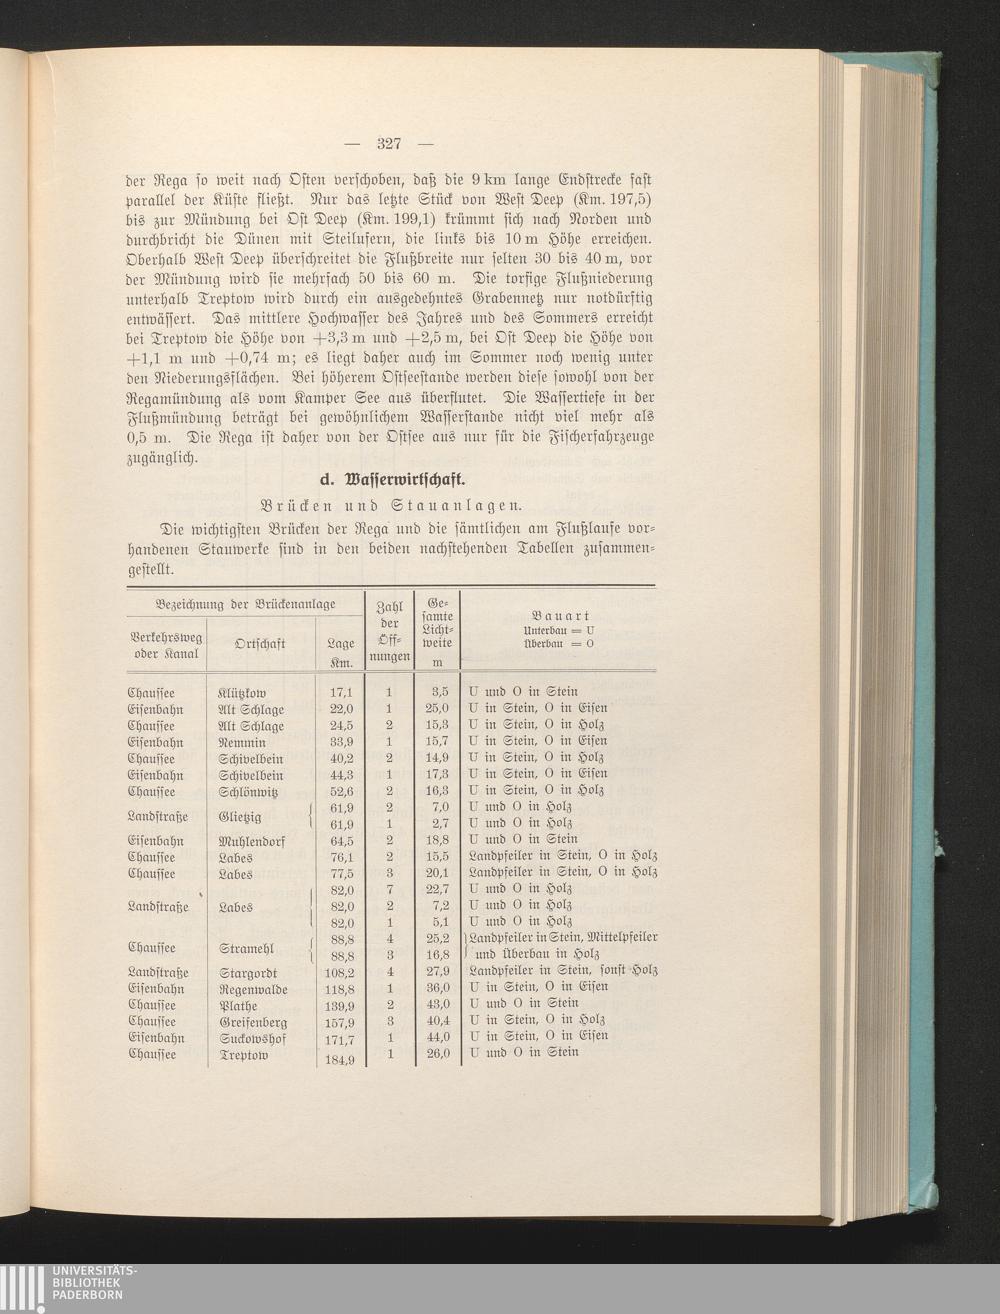 — 327 —
der Rega so weit nach Osten verschoben, daß die 9 km lange Endstrecke fast
parallel der Küste fließt. Nur das letzte Stück von West Deep (Km. 197,5)
bis zur Mündung bei Ost Deep (Km. 199,1) krümmt sich nach Norden und
durchbricht die Dünen mit Steilufern, die links bis 10 m Höhe erreichen.
Oberhalb West Deep überschreitet die Flußbreite nur selten 30 bis 40 m, vor
der Mündung wird sie mehrfach 50 bis 60 m. Die torfige Flußniederung
unterhalb Treptow wird durch ein ausgedehntes Grabennetz nur notdürftig
entwässert. Das mittlere Hochwasser des Jahres und des Sommers erreicht
bei Treptow die Höhe von +3,3 m und +2,5 m, bei Ost Deep die Höhe von
+1,1 m und +0,74 m; es liegt daher auch im Sommer noch wenig unter
den Niederungsflächen. Bei höherem Ostseestande werden diese sowohl von der
Regamündung als vom Kamper See aus überflutet. Die Wassertiefe in der
Flußmündung beträgt bei gewöhnlichem Wasserstande nicht viel mehr als
0,5 m. Die Rega ist daher von der Ostsee aus nur für die Fischerfahrzeuge
zugänglich.
d. Wasserwirtschaft.
Brücken und Stauanlagen.
Die wichtigsten Brücken der Rega und die sämtlichen am Flußlaufe vor-
handenen Stauwerke sind in den beiden nachstehenden Tabellen zusammen-
gestellt.
Bezeichnung der Brückenanlage
Verkehrsweg
oder Kanal
Ortschaft
Lage
Km.
Zahl
der
Öff-
nungen
Ge-
samte
Licht-
weite
m
Bauart
Unterbau = U
Überbau = O
Chaussee Klützkow 17,1 1 3,5 U und O in Stein
Eisenbahn Alt Schlage 22,0 1 25,0 U in Stein, O in Eisen
Chaussee Alt Schlage 24,5 2 15,3 U in Stein, O in Holz
Eisenbahn Nemmin 33,9 1 15,7 U in Stein, O in Eisen
Chaussee Schivelbein 40,2 2 14,9 U in Stein, O in Holz
Eisenbahn Schivelbein 44,3 1 17,3 U in Stein, O in Eisen
Chaussee Schlönwitz 52,6 2 16,3 U in Stein, O in Holz
Landstraße Glietzig { 61,9 2 7,0 U und O in Holz
61,9 1 2,7 U und O in Holz
Eisenbahn Muhlendorf 64,5 2 18,8 U und O in Stein
Chaussee Labes 76,1 2 15,5 Landpfeiler in Stein, O in Holz
Chaussee Labes 77,5 3 20,1 Landpfeiler in Stein, O in Holz
82,0 7 22,7 U und O in Holz
Landstraße Labes { 82,0 2 7,2 U und O in Holz
82,0 1 5,1 U und O in Holz
Chaussee Stramehl { 88,8 4 25,2 } Landpfeiler in Stein, Mittelpfeiler
88,8 3 16,8 und Überbau in Holz
Landstraße Stargordt 108,2 4 27,9 Landpfeiler in Stein, sonst Holz
Eisenbahn Regenwalde 118,8 1 36,0 U in Stein, O in Eisen
Chaussee Plathe 139,9 2 43,0 U und O in Stein
Chaussee Greifenberg 157,9 3 40,4 U in Stein, O in Holz
Eisenbahn Suckowshof 171,7 1 44,0 U in Stein, O in Eisen
Chaussee Treptow 184,9 1 26,0 U und O in Stein
UNIVERSITÄTS-
BIBLIOTHEK
PADERBORN